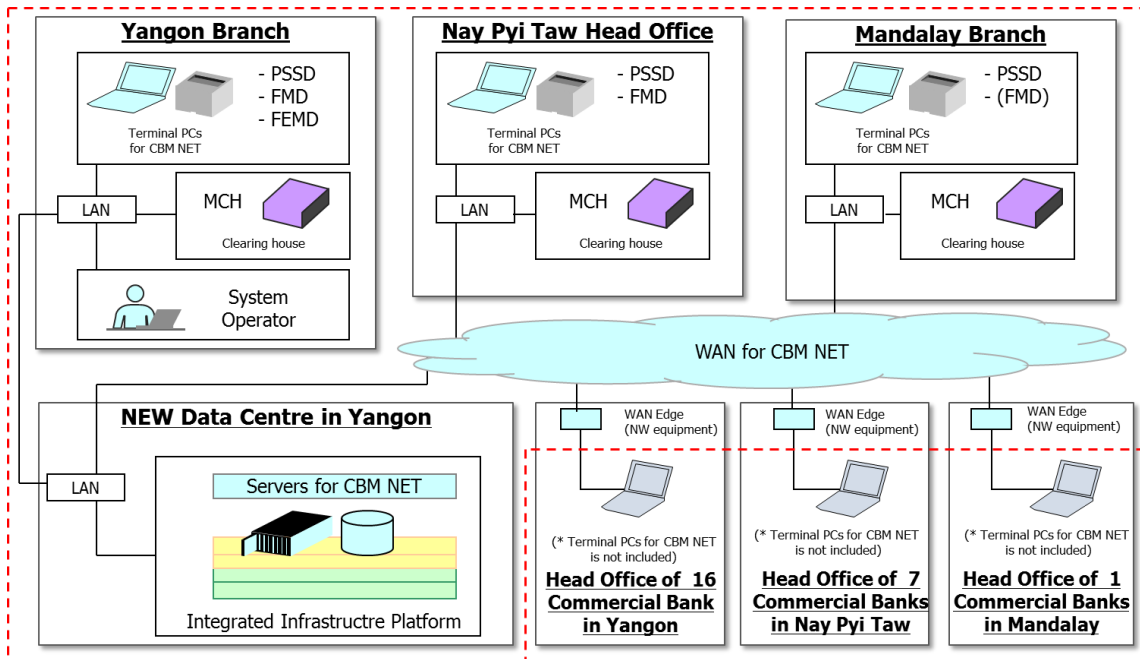 Yangon Branch
- PSSD
- FMD
- FEMD
Terminal PCs
for CBM NET
LAN
MCH
Clearing house
System
Operator
Nay Pyi Taw Head Office
- PSSD
- FMD
Terminal PCs
for CBM NET
LAN
MCH
Clearing house
Mandalay Branch
- PSSD
- (FMD)
Terminal PCs
for CBM NET
LAN
MCH
Clearing house
WAN for CBM NET
NEW Data Centre in Yangon
LAN
Servers for CBM NET
Integrated Infrastructre Platform
WAN Edge
(NW equipment)
(* Terminal PCs for CBM NET
is not included)
Head Office of 16
Commercial Bank
in Yangon
WAN Edge
(NW equipment)
(* Terminal PCs for CBM NET
is not included)
Head Office of 7
Commercial Banks
in Nay Pyi Taw
WAN Edge
(NW equipment)
(* Terminal PCs for CBM NET
is not included)
Head Office of 1
Commercial Banks
in Mandalay